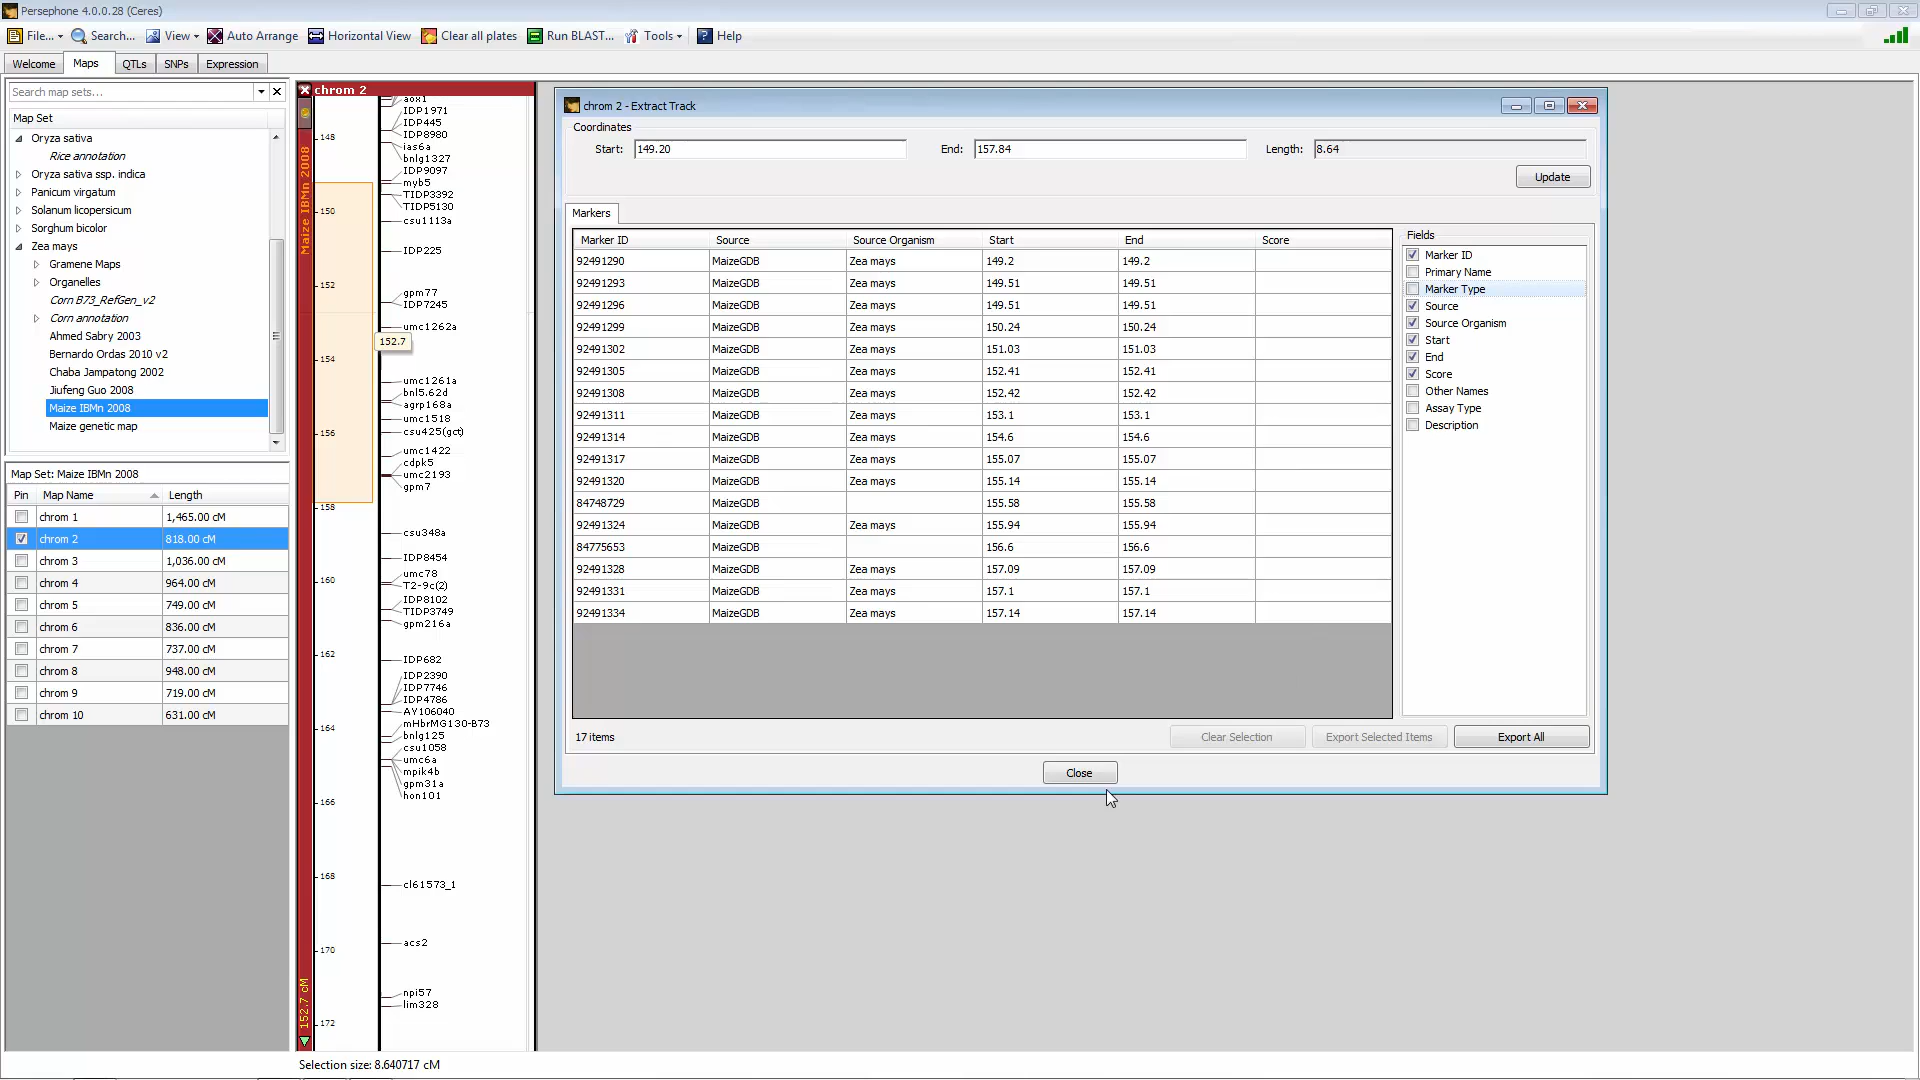 Persephone 4.0.0.28 (Ceres)
File... Search... View Auto Arrange Horizontal View Clear all plates Run BLAST... Tools Help
Welcome Maps QTLs SNPs Expression
Search map sets...
Map Set
Oryza sativa
Rice annotation
Oryza sativa ssp. indica
Panicum virgatum
Solanum licopersicum
Sorghum bicolor
Zea mays
Gramene Maps
Organelles
Corn B73_RefGen_v2
Corn annotation
Ahmed Sabry 2003
Bernardo Ordas 2010 v2
Chaba Jampatong 2002
Jiufeng Guo 2008
Maize IBMn 2008
Maize genetic map
Map Set: Maize IBMn 2008
Pin Map Name Length
chrom 1 1,465.00 cM
chrom 2 818.00 cM
chrom 3 1,036.00 cM
chrom 4 964.00 cM
chrom 5 749.00 cM
chrom 6 836.00 cM
chrom 7 737.00 cM
chrom 8 948.00 cM
chrom 9 719.00 cM
chrom 10 631.00 cM
chrom 2
Maize IBMn 2008
152.7 cM
148
150
152
154
156
158
160
162
164
166
168
170
172
aox1
IDP1971
IDP445
IDP8980
ias6a
bnlg1327
IDP9097
myb5
TIDP3392
TIDP5130
csu1113a
IDP225
gpm77
IDP7245
umc1262a
152.7
umc1261a
bnl5.62d
agrp168a
umc1518
csu425(gct)
umc1422
cdpk5
umc2193
gpm7
csu348a
IDP8454
umc78
T2-9c(2)
IDP8102
TIDP3749
gpm216a
IDP682
IDP2390
IDP7746
IDP4786
AY106040
mHbrMG130-B73
bnlg125
csu1058
umc6a
mpik4b
gpm31a
hon101
cl61573_1
acs2
npi57
lim328
Selection size: 8.640717 cM
chrom 2 - Extract Track
Coordinates
Start: 149.20 End: 157.84 Length: 8.64
Update
Markers
Marker ID Source Source Organism Start End Score
92491290 MaizeGDB Zea mays 149.2 149.2
92491293 MaizeGDB Zea mays 149.51 149.51
92491296 MaizeGDB Zea mays 149.51 149.51
92491299 MaizeGDB Zea mays 150.24 150.24
92491302 MaizeGDB Zea mays 151.03 151.03
92491305 MaizeGDB Zea mays 152.41 152.41
92491308 MaizeGDB Zea mays 152.42 152.42
92491311 MaizeGDB Zea mays 153.1 153.1
92491314 MaizeGDB Zea mays 154.6 154.6
92491317 MaizeGDB Zea mays 155.07 155.07
92491320 MaizeGDB Zea mays 155.14 155.14
84748729 MaizeGDB 155.58 155.58
92491324 MaizeGDB Zea mays 155.94 155.94
84775653 MaizeGDB 156.6 156.6
92491328 MaizeGDB Zea mays 157.09 157.09
92491331 MaizeGDB Zea mays 157.1 157.1
92491334 MaizeGDB Zea mays 157.14 157.14
Fields
Marker ID
Primary Name
Marker Type
Source
Source Organism
Start
End
Score
Other Names
Assay Type
Description
17 items Clear Selection Export Selected Items Export All
Close